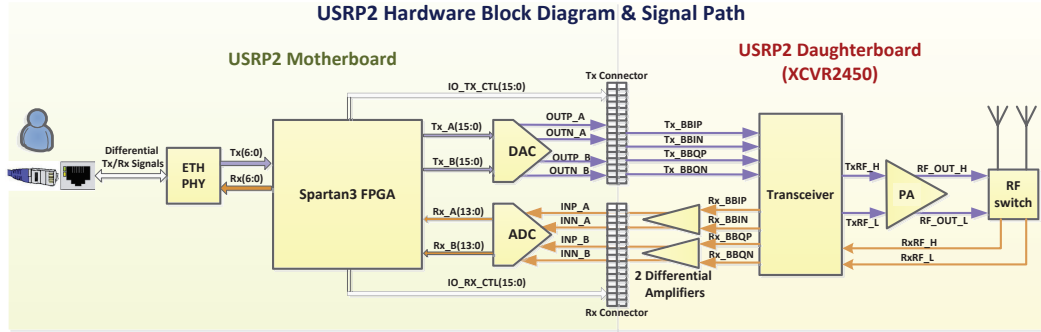 USRP2 Hardware Block Diagram & Signal Path
USRP2 Motherboard
USRP2 Daughterboard
(XCVR2450)
Tx Connector
IO_TX_CTL(15:0)
Differential
Tx/Rx Signals
ETH
PHY
Tx(6:0)
Rx(6:0)
Spartan3 FPGA
Tx_A(15:0)
Tx_B(15:0)
DAC
OUTP_A
OUTN_A
OUTP_B
OUTN_B
Tx_BBIP
Tx_BBIN
Tx_BBQP
Tx_BBQN
Rx_A(13:0)
Rx_B(13:0)
ADC
INP_A
INN_A
INP_B
INN_B
Rx_BBIP
Rx_BBIN
Rx_BBQP
Rx_BBQN
2 Differential
Amplifiers
Transceiver
TxRF_H
TxRF_L
PA
RF_OUT_H
RF_OUT_L
RF
switch
RxRF_H
RxRF_L
IO_RX_CTL(15:0)
Rx Connector